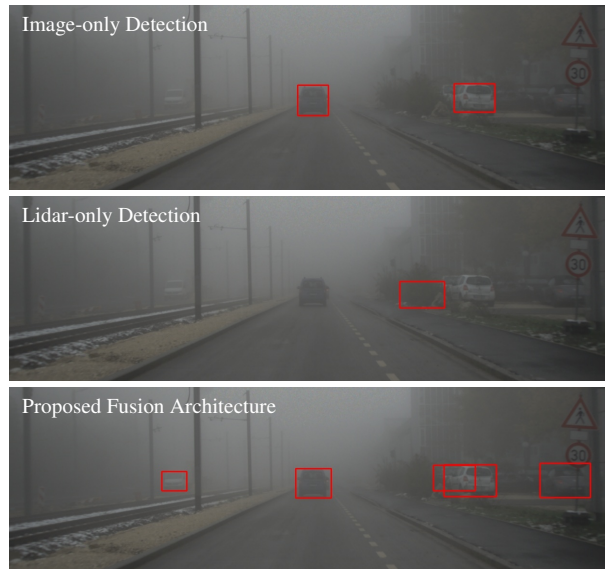 Image-only Detection
30
Lidar-only Detection
30
Proposed Fusion Architecture
30